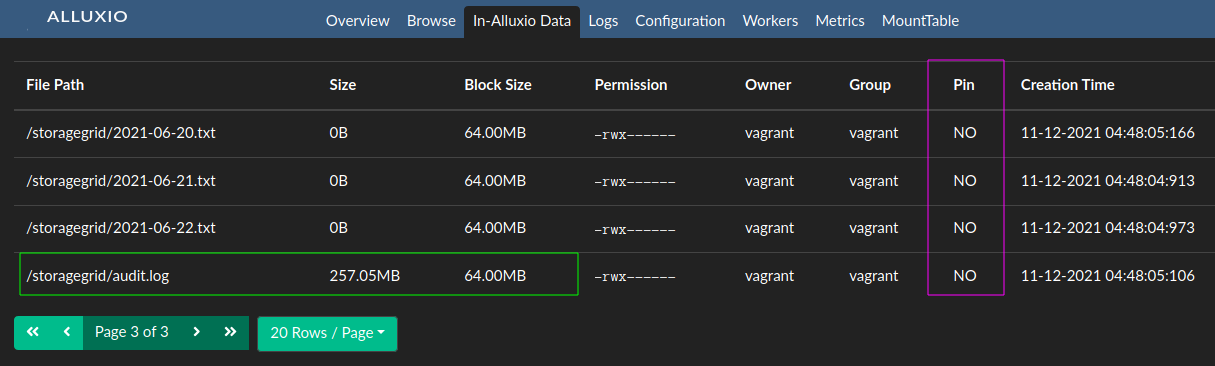 ALLUXIO Overview Browse In-Alluxio Data Logs Configuration Workers Metrics MountTable
File Path Size Block Size Permission Owner Group Pin Creation Time
/storagegrid/2021-06-20.txt 0B 64.00MB -rwx------ vagrant vagrant NO 11-12-2021 04:48:05:166
/storagegrid/2021-06-21.txt 0B 64.00MB -rwx------ vagrant vagrant NO 11-12-2021 04:48:04:913
/storagegrid/2021-06-22.txt 0B 64.00MB -rwx------ vagrant vagrant NO 11-12-2021 04:48:04:973
/storagegrid/audit.log 257.05MB 64.00MB -rwx------ vagrant vagrant NO 11-12-2021 04:48:05:106
Page 3 of 3 20 Rows / Page